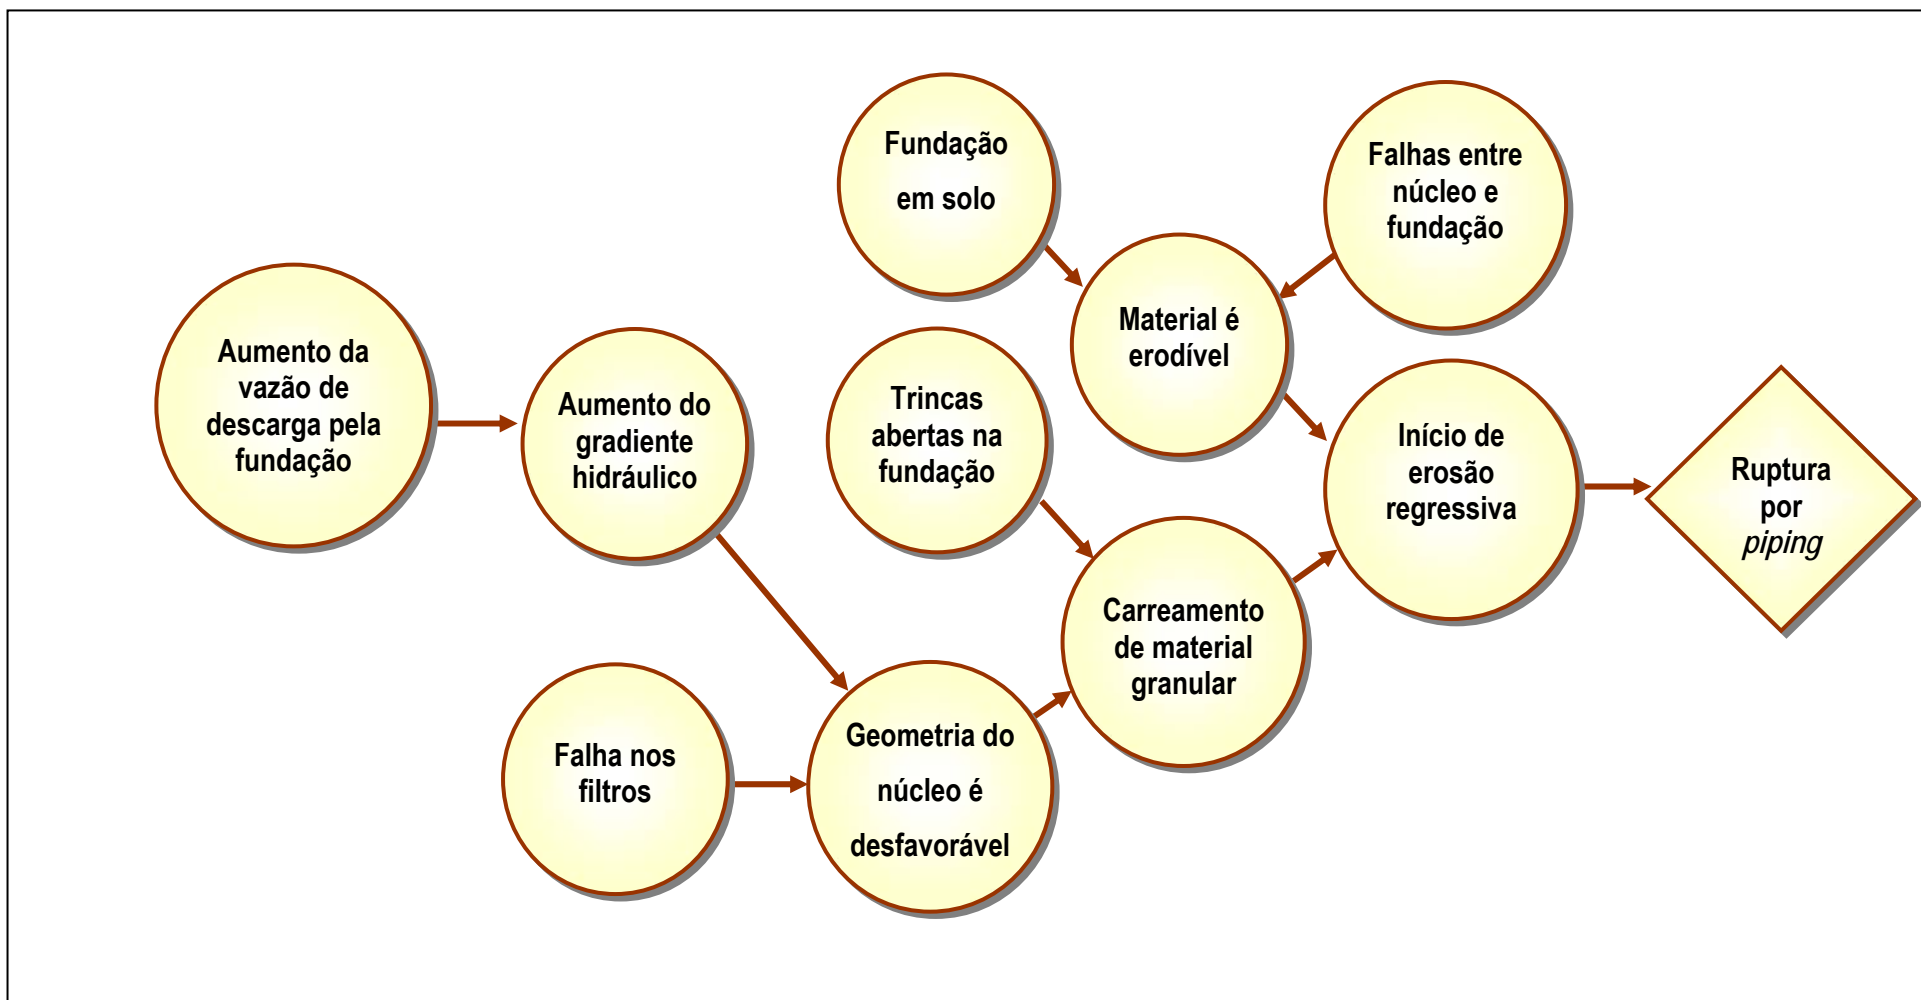 Aumento da
vazão de
descarga pela
fundação
Aumento do
gradiente
hidráulico
Falha nos
filtros
Geometria do
núcleo é
desfavorável
Trincas
abertas na
fundação
Fundação
em solo
Material é
erodível
Falhas entre
núcleo e
fundação
Carreamento
de material
granular
Início de
erosão
regressiva
Ruptura
por
piping